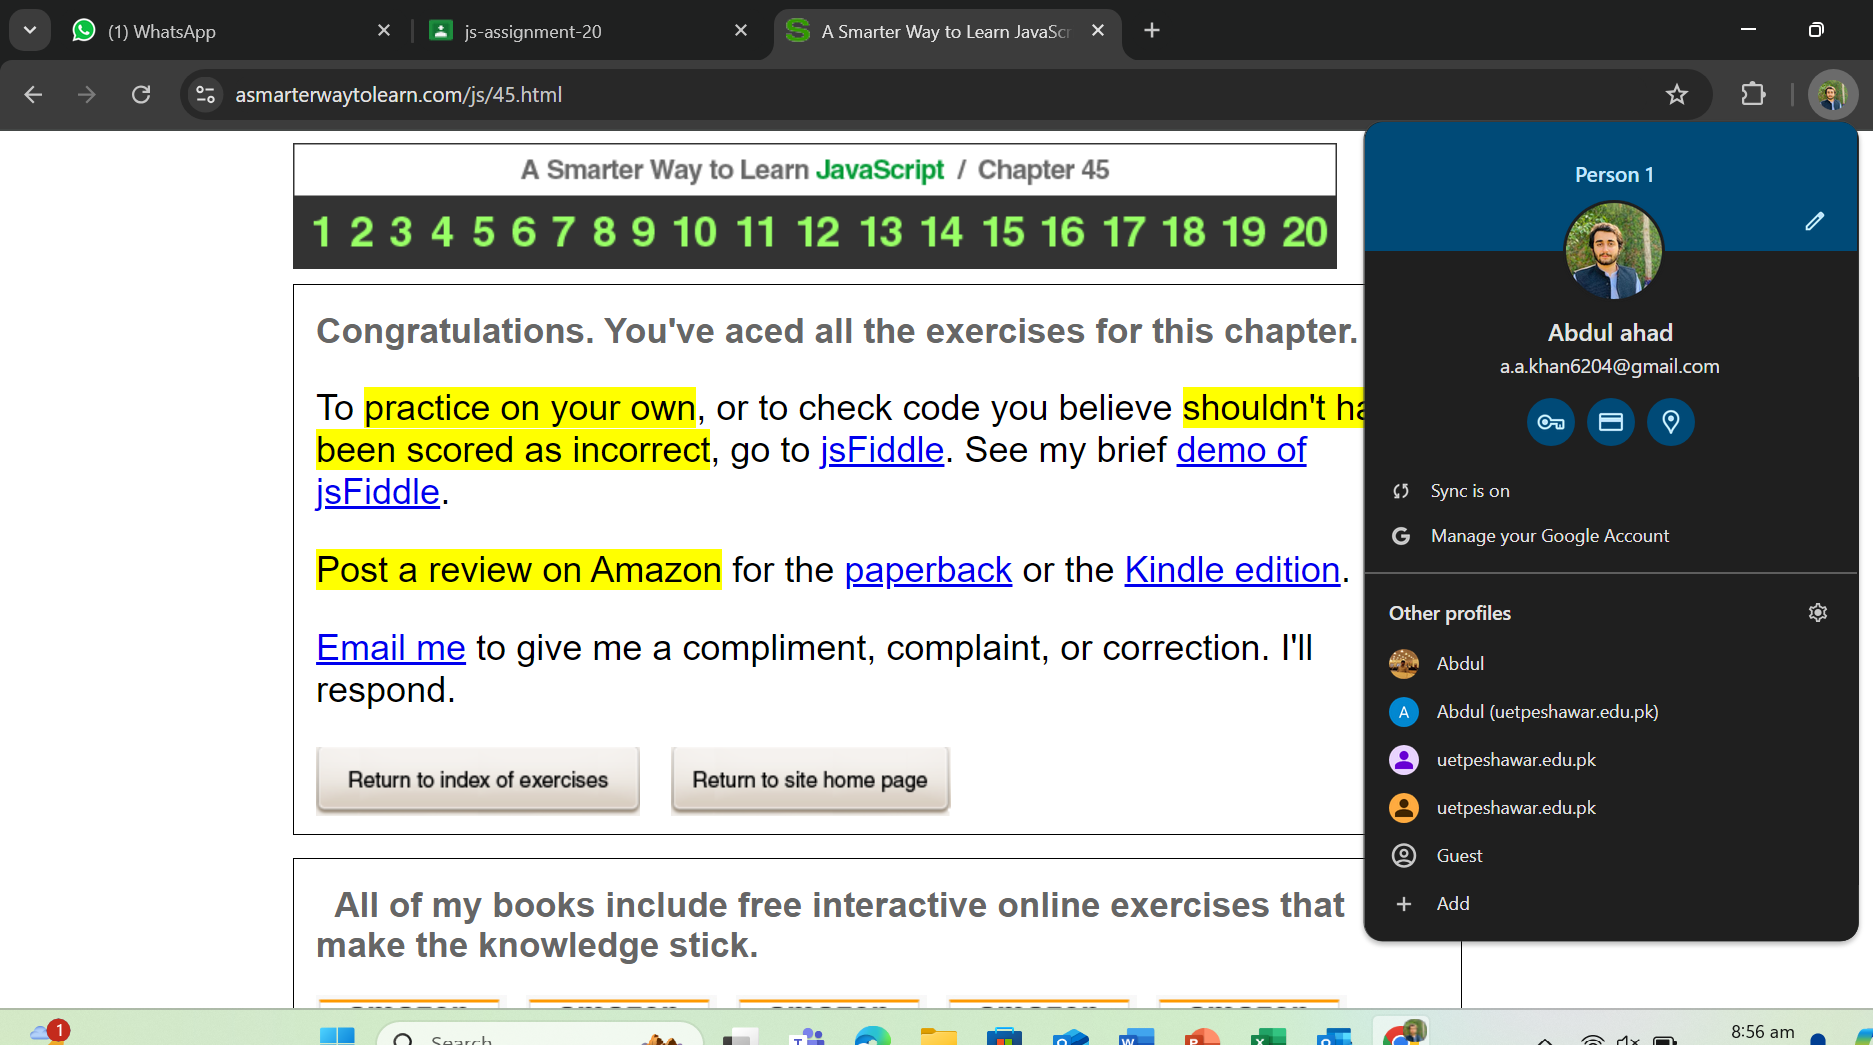 (1) WhatsApp
js-assignment-20
A Smarter Way to Learn JavaScr
asmarterwaytolearn.com/js/45.html
A Smarter Way to Learn JavaScript / Chapter 45
1 2 3 4 5 6 7 8 9 10 11 12 13 14 15 16 17 18 19 20
Congratulations. You've aced all the exercises for this chapter.
To practice on your own, or to check code you believe shouldn't ha
been scored as incorrect, go to jsFiddle. See my brief demo of
jsFiddle.
Post a review on Amazon for the paperback or the Kindle edition.
Email me to give me a compliment, complaint, or correction. I'll
respond.
Return to index of exercises
Return to site home page
All of my books include free interactive online exercises that
make the knowledge stick.
Person 1
Abdul ahad
a.a.khan6204@gmail.com
Sync is on
Manage your Google Account
Other profiles
Abdul
A
Abdul (uetpeshawar.edu.pk)
uetpeshawar.edu.pk
uetpeshawar.edu.pk
Guest
Add
1
Search
8:56 am